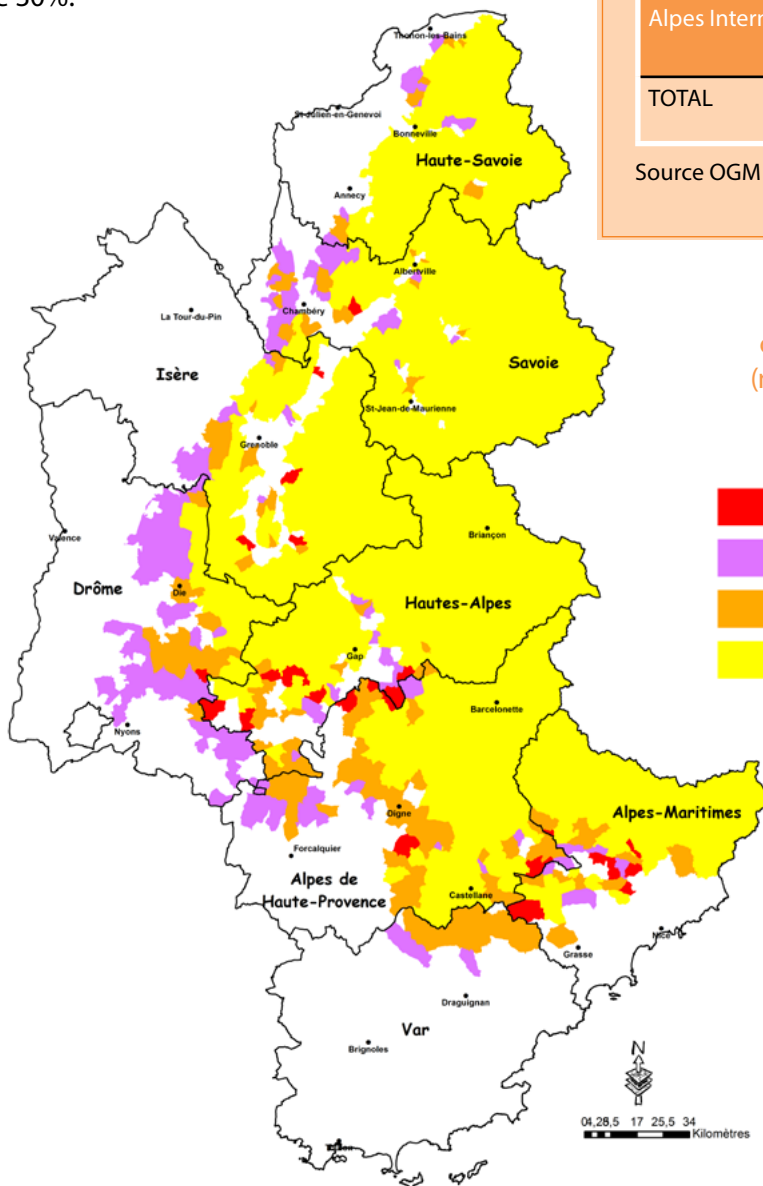 e 50%.
Alpes Intern
TOTAL
Source OGM
(r
Thonon-les-Bains
St-Julien-en-Genevoi
Bonneville
Haute-Savoie
Annecy
Albertville
La Tour-du-Pin
Chambéry
Isère
Savoie
St-Jean-de-Maurienne
Grenoble
Valence
Briançon
Drôme
Die
Hautes-Alpes
Gap
Barcelonette
Nyons
Digne
Alpes-Maritimes
Forcalquier
Alpes de
Haute-Provence
Castellane
Nice
Grasse
Draguignan
Var
Brignoles
N
04,258,5 17 25,5 34
Kilomètres